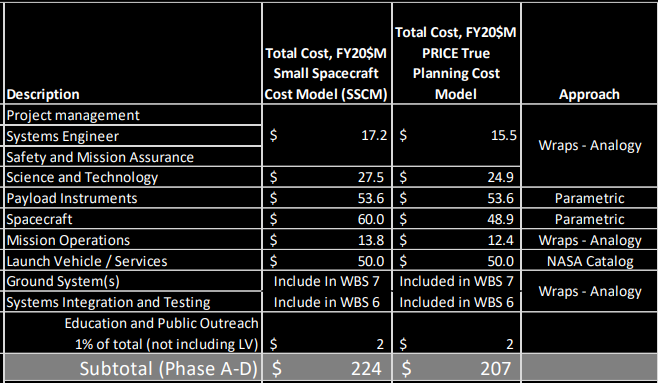 Description Total Cost, FY20$M Small Spacecraft Cost Model (SSCM) Total Cost, FY20$M PRICE True Planning Cost Model Approach
Project management
Systems Engineer $ 17.2 $ 15.5 Wraps - Analogy
Safety and Mission Assurance
Science and Technology $ 27.5 $ 24.9
Payload Instruments $ 53.6 $ 53.6 Parametric
Spacecraft $ 60.0 $ 48.9 Parametric
Mission Operations $ 13.8 $ 12.4 Wraps - Analogy
Launch Vehicle / Services $ 50.0 $ 50.0 NASA Catalog
Ground System(s) Include In WBS 7 Included in WBS 7 Wraps - Analogy
Systems Integration and Testing Include in WBS 6 Included in WBS 6
Education and Public Outreach
1% of total (not including LV) $ 2 $ 2
Subtotal (Phase A-D) $ 224 $ 207